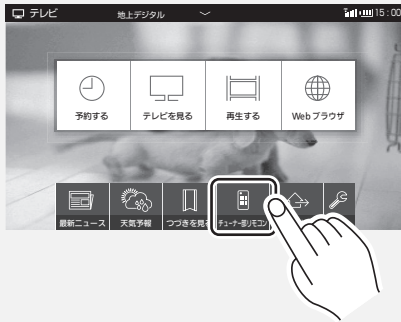 テレビ 地上デジタル 15:00
予約する テレビを見る 再生する Webブラウザ
最新ニュース 天気予報 つづきを見 チューナー部リモコン